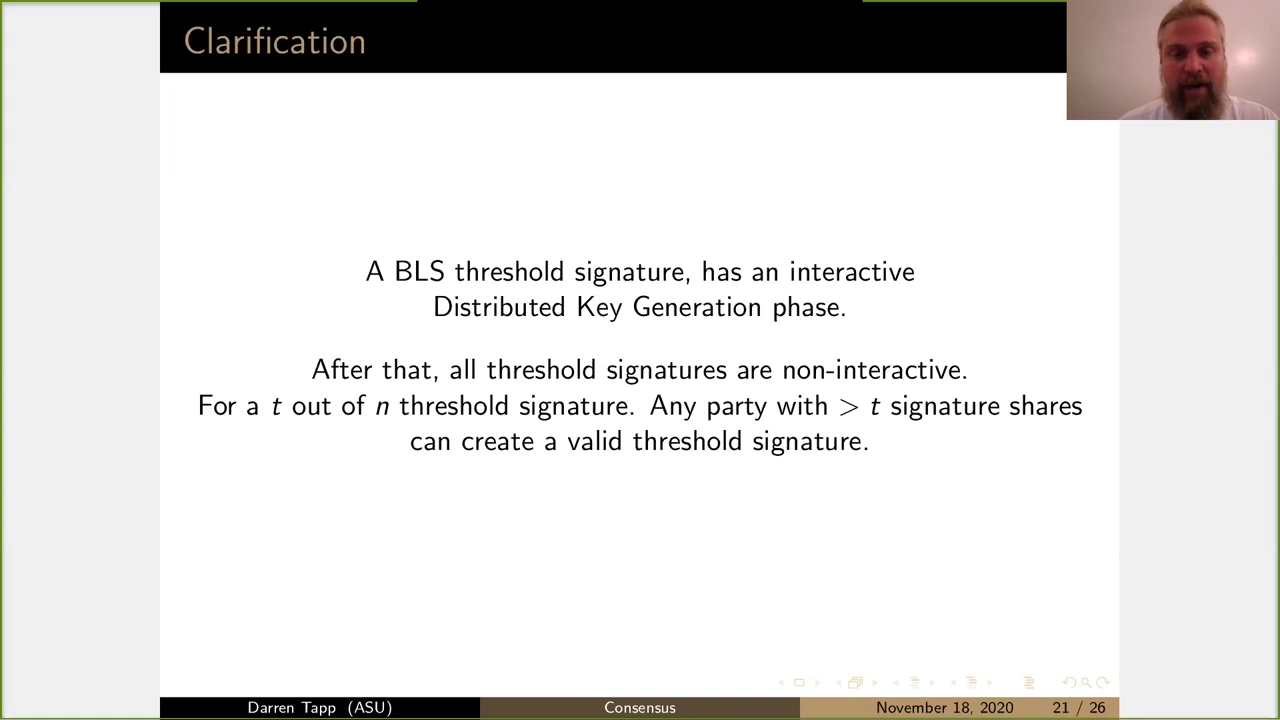 Clarification
A BLS threshold signature, has an interactive
Distributed Key Generation phase.
After that, all threshold signatures are non-interactive.
For a t out of n threshold signature. Any party with > t signature shares
can create a valid threshold signature.
Darren Tapp (ASU)
Consensus
November 18, 2020
21 / 26